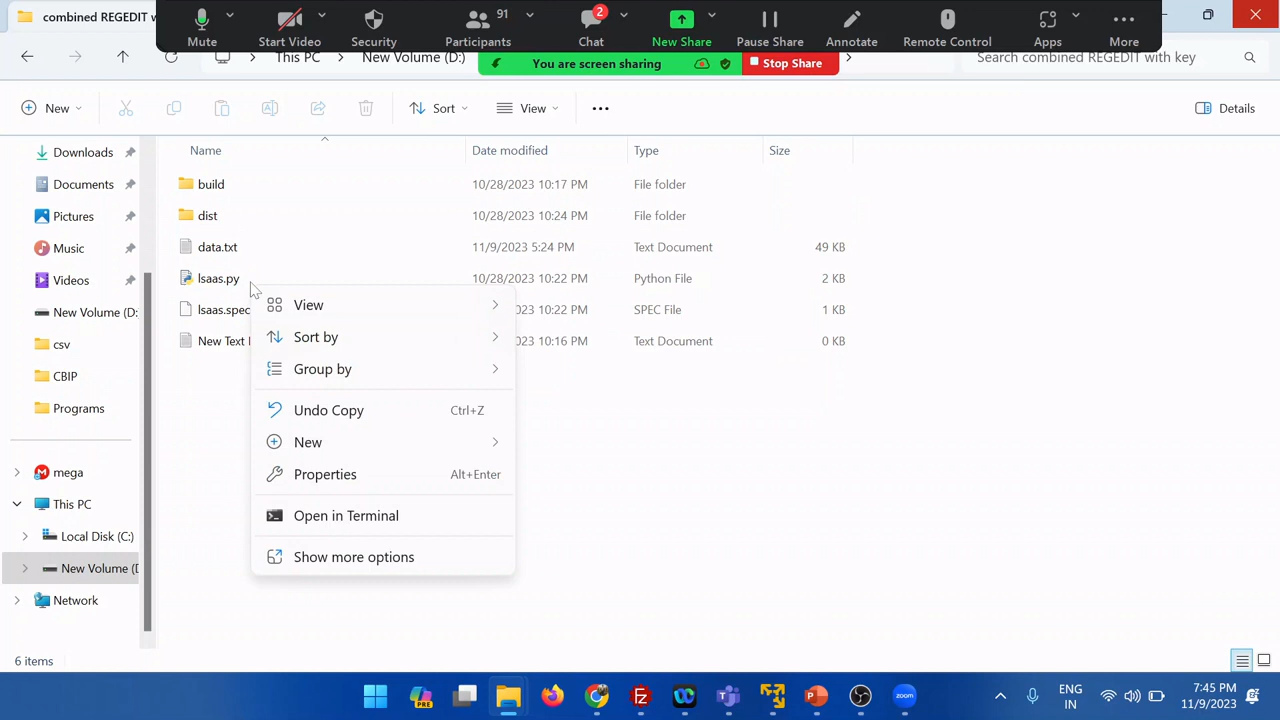 combined REGEDIT w
Mute
Start Video
Security
91
Participants
2
Chat
New Share
Pause Share
Annotate
Remote Control
Apps
More
You are screen sharing
Stop Share
This PC
New Volume (D:)
Search combined REGEDIT with key
New
Sort
View
Details
Name
Date modified
Type
Size
Downloads
Documents
Pictures
Music
Videos
New Volume (D:
csv
CBIP
Programs
mega
This PC
Local Disk (C:)
New Volume (D
Network
build 10/28/2023 10:17 PM File folder
dist 10/28/2023 10:24 PM File folder
data.txt 11/9/2023 5:24 PM Text Document 49 KB
lsaas.py 10/28/2023 10:22 PM Python File 2 KB
lsaas.spec 023 10:22 PM SPEC File 1 KB
New Text 023 10:16 PM Text Document 0 KB
View
Sort by
Group by
Undo Copy Ctrl+Z
New
Properties Alt+Enter
Open in Terminal
Show more options
6 items
PRE
zoom
ENG
IN
7:45 PM
11/9/2023